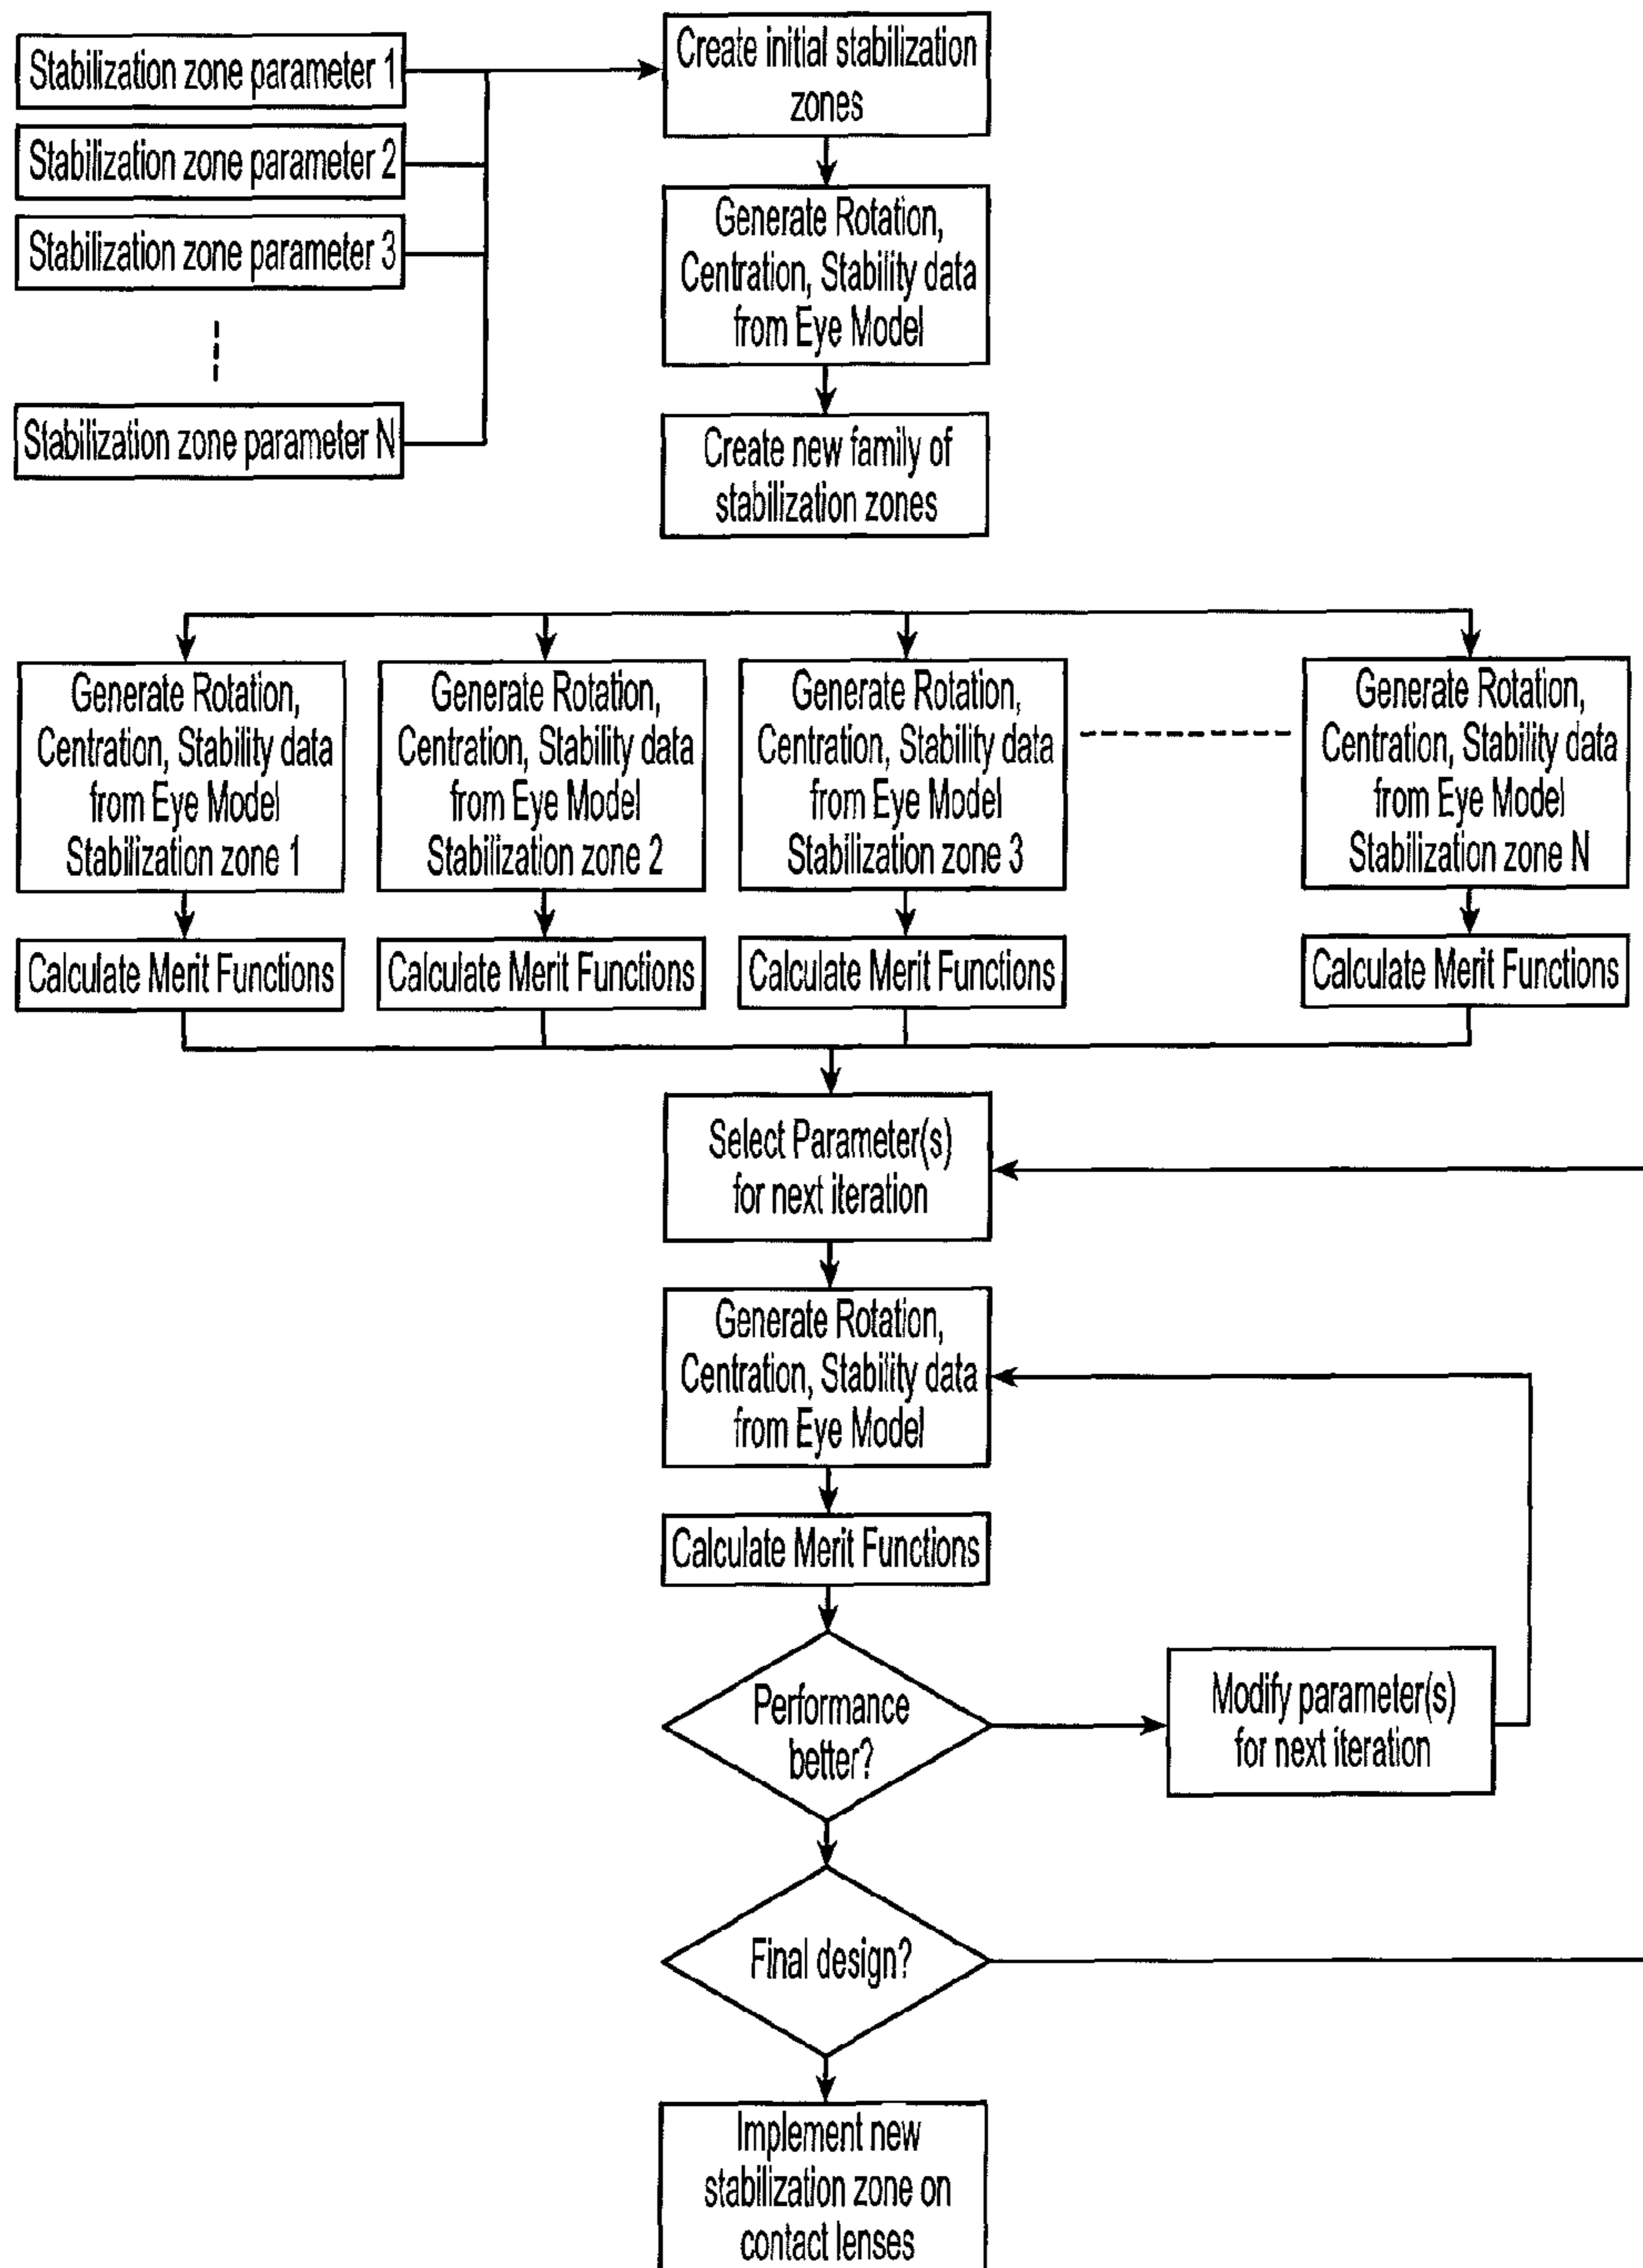 Stabilization zone parameter 1
Stabilization zone parameter 2
Stabilization zone parameter 3
Stabilization zone parameter N
Create initial stabilization
zones
Generate Rotation,
Centration, Stability data
from Eye Model
Create new family of
stabilization zones
Generate Rotation,
Centration, Stability data
from Eye Model
Stabilization zone 1
Generate Rotation,
Centration, Stability data
from Eye Model
Stabilization zone 2
Generate Rotation,
Centration, Stability data
from Eye Model
Stabilization zone 3
Generate Rotation,
Centration, Stability data
from Eye Model
Stabilization zone N
Calculate Merit Functions
Calculate Merit Functions
Calculate Merit Functions
Calculate Merit Functions
Select Parameter(s)
for next iteration
Generate Rotation,
Centration, Stability data
from Eye Model
Calculate Merit Functions
Performance
better?
Modify parameter(s)
for next iteration
Final design?
Implement new
stabilization zone on
contact lenses